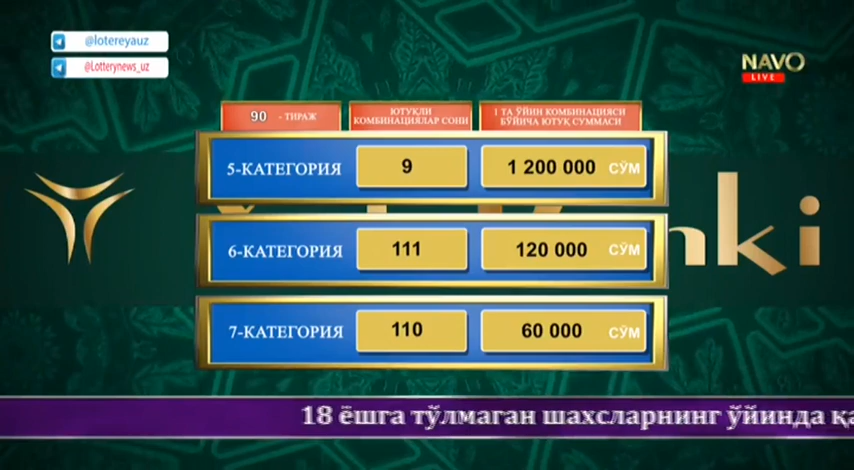 @lotereyauz
@Lotterynews_uz
NAVO
LIVE
90 - ТИРАЖ
ЮТУҚЛИ
КОМБИНАЦИЯЛАР СОНИ
1 ТА ЎЙИН КОМБИНАЦИЯСИ
БЎЙИЧА ЮТУҚ СУММАСИ
5-КАТЕГОРИЯ 9 1 200 000 СЎМ
6-КАТЕГОРИЯ 111 120 000 СЎМ
7-КАТЕГОРИЯ 110 60 000 СЎМ
18 ёшга тўлмаган шахсларнинг ўйинда қа